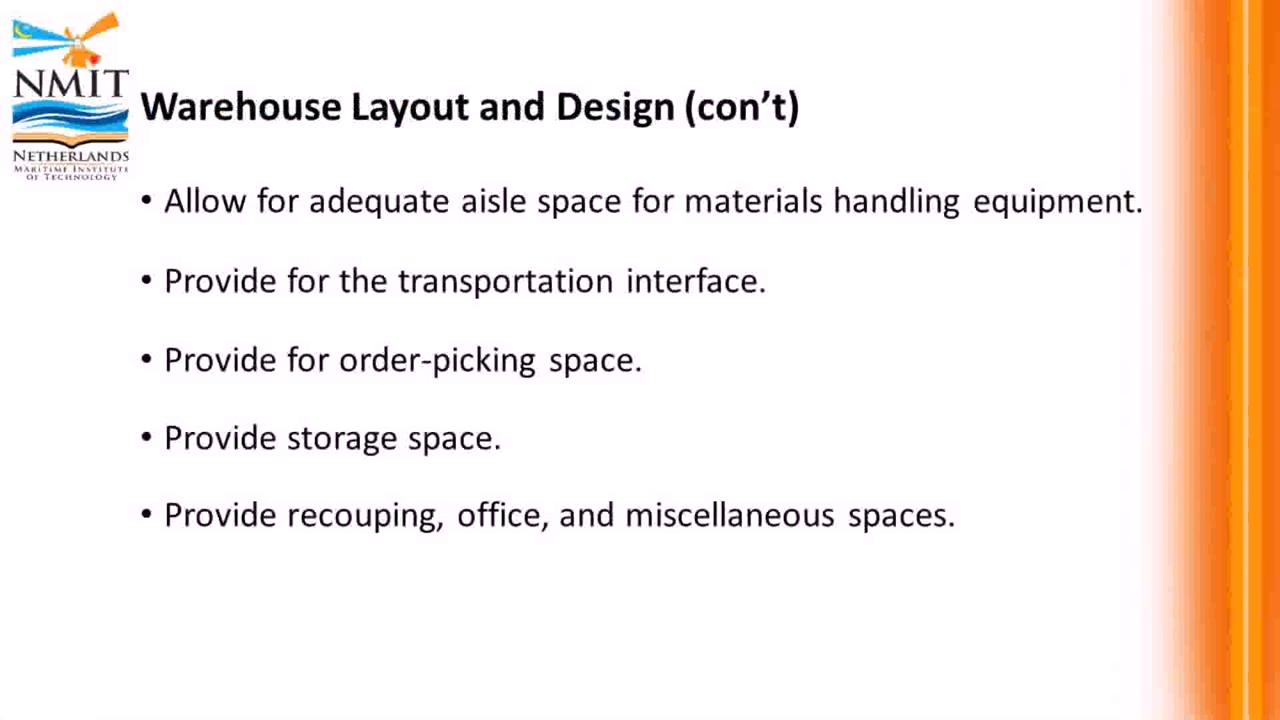 NMIT
NETHERLANDS
MARITIME INSTITUTE
OF TECHNOLOGY
Warehouse Layout and Design (con’t)
• Allow for adequate aisle space for materials handling equipment.
• Provide for the transportation interface.
• Provide for order-picking space.
• Provide storage space.
• Provide recouping, office, and miscellaneous spaces.